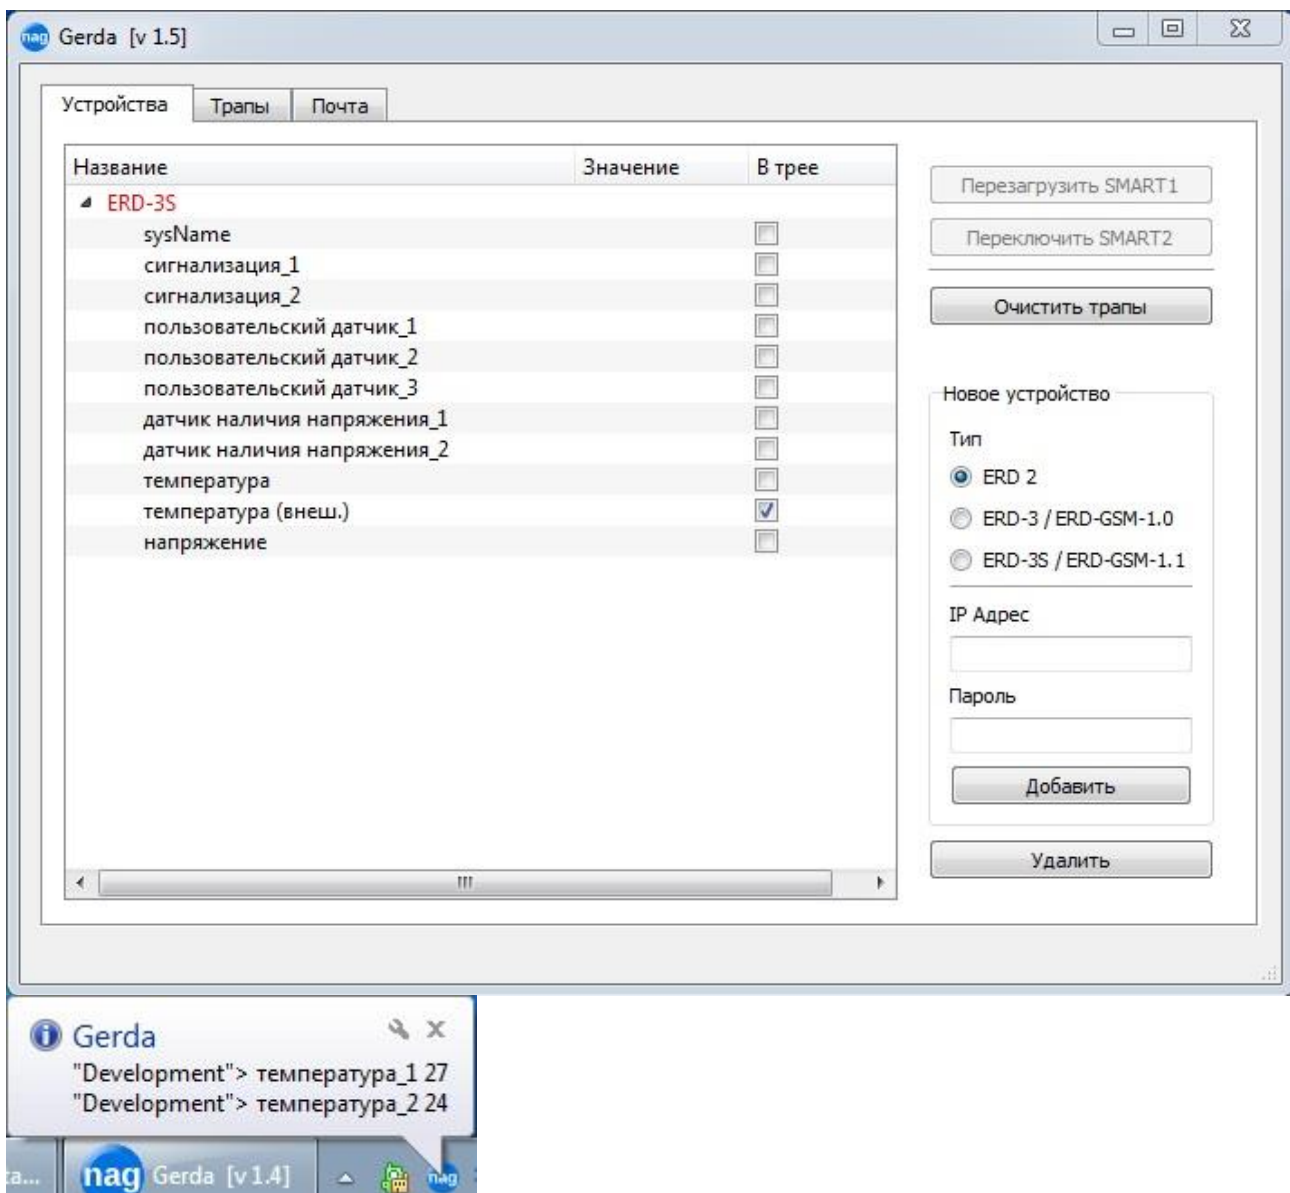 nag Gerda [v 1.5]
Устройства Трапы Почта
Название Значение В трее
ERD-3S
sysName
сигнализация_1
сигнализация_2
пользовательский датчик_1
пользовательский датчик_2
пользовательский датчик_3
датчик наличия напряжения_1
датчик наличия напряжения_2
температура
температура (внеш.)
напряжение
Перезагрузить SMART1
Переключить SMART2
Очистить трапы
Новое устройство
Тип
ERD 2
ERD-3 / ERD-GSM-1.0
ERD-3S / ERD-GSM-1.1
IP Адрес
Пароль
Добавить
Удалить
Gerda
"Development"> температура_1 27
"Development"> температура_2 24
ta... nag Gerda [v 1.4] nag